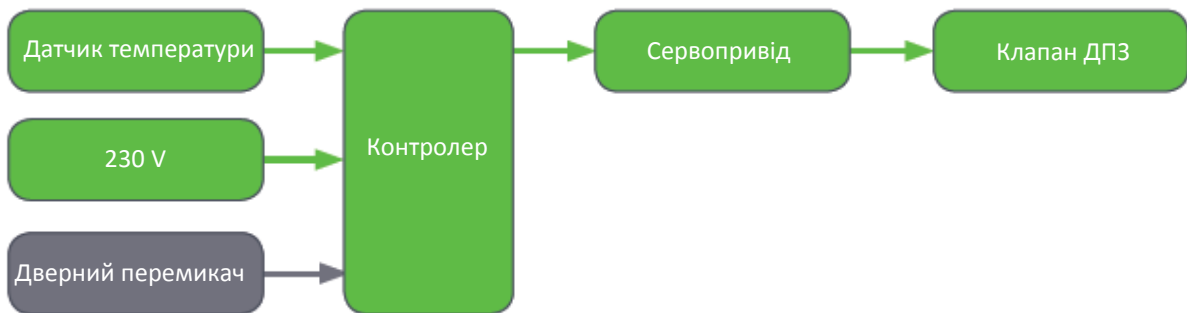 Датчик температури
230 V
Дверний перемикач
Контролер
Сервопривід
Клапан ДПЗ